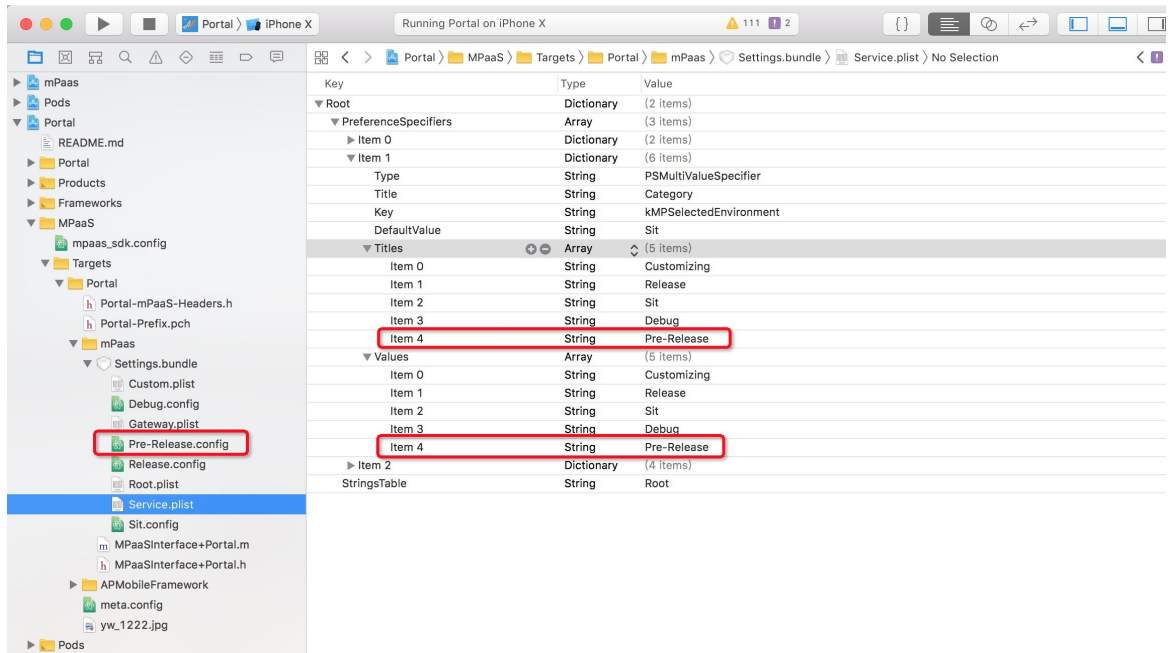 Portal iPhone X
Running Portal on iPhone X
111 2
Portal MPaaS Targets Portal mPaas Settings.bundle Service.plist No Selection
mPaas
Pods
Portal
README.md
Portal
Products
Frameworks
MPaaS
mpaas_sdk.config
Targets
Portal
Portal-mPaaS-Headers.h
Portal-Prefix.pch
mPaas
Settings.bundle
Custom.plist
Debug.config
Gateway.plist
Pre-Release.config
Release.config
Root.plist
Service.plist
Sit.config
MPaaSInterface+Portal.m
MPaaSInterface+Portal.h
APMobileFramework
meta.config
yw_1222.jpg
Pods
Key Type Value
Root Dictionary (2 items)
PreferenceSpecifiers Array (3 items)
Item 0 Dictionary (2 items)
Item 1 Dictionary (6 items)
Type String PSMultiValueSpecifier
Title String Category
Key String kMPSelectedEnvironment
DefaultValue String Sit
Titles Array (5 items)
Item 0 String Customizing
Item 1 String Release
Item 2 String Sit
Item 3 String Debug
Item 4 String Pre-Release
Values Array (5 items)
Item 0 String Customizing
Item 1 String Release
Item 2 String Sit
Item 3 String Debug
Item 4 String Pre-Release
Item 2 Dictionary (4 items)
StringsTable String Root